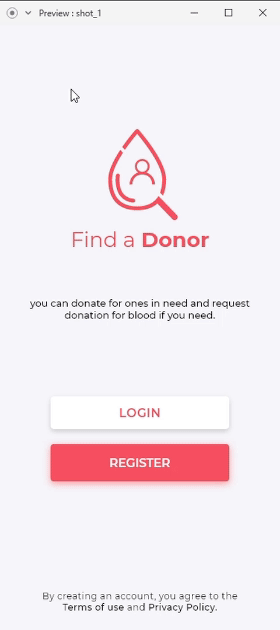 Preview : shot_1
Find a Donor
you can donate for ones in need and request
donation for blood if you need.
LOGIN
REGISTER
By creating an account, you agree to the
Terms of use and Privacy Policy.